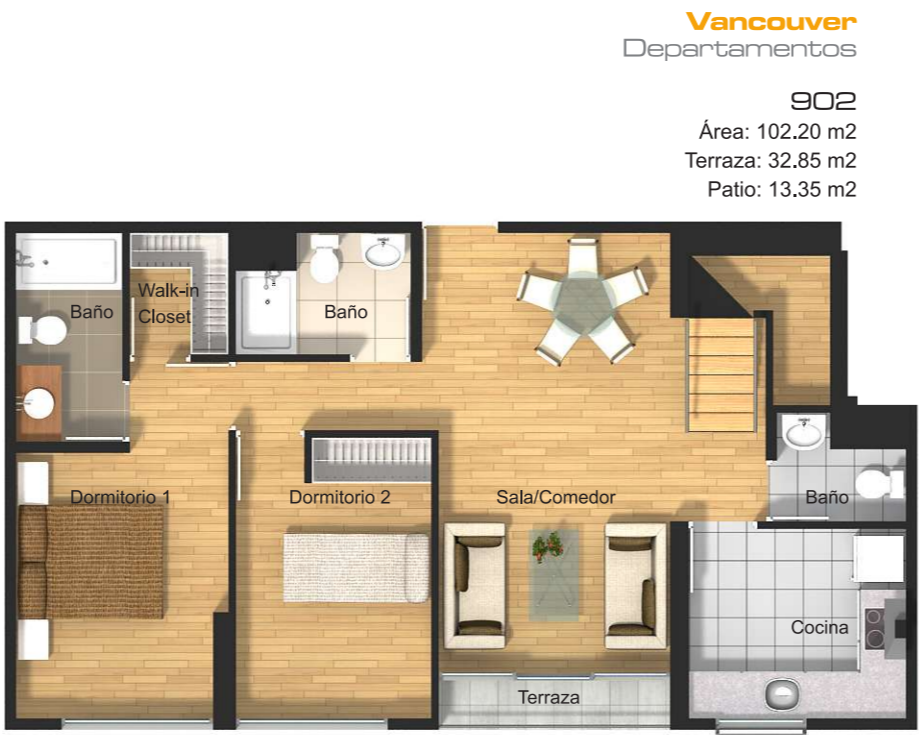 Vancouver
Departamentos
902
Área: 102.20 m2
Terraza: 32.85 m2
Patio: 13.35 m2
Walk-in
Closet
Baño
Baño
Dormitorio 1
Dormitorio 2
Sala/Comedor
Baño
Cocina
Terraza